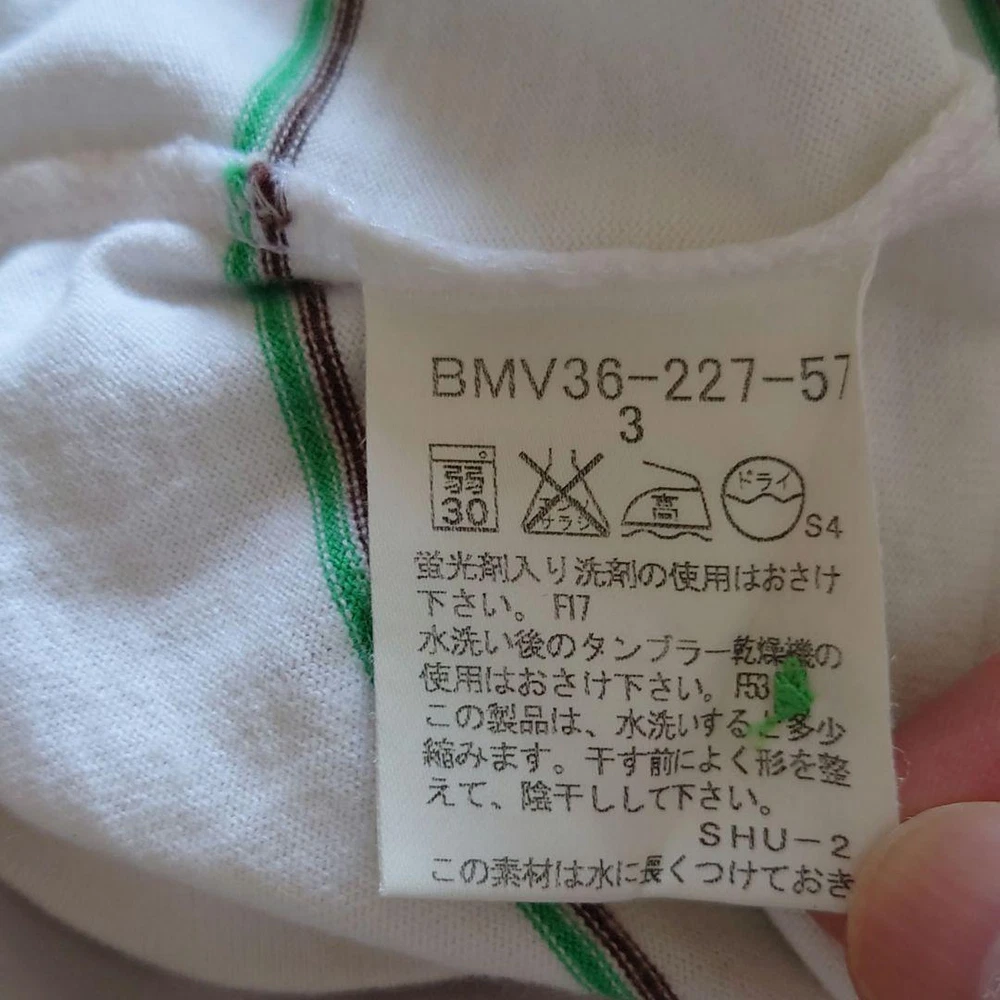 BMV36-227-57
3
弱
30
エンソ
サラシ
高
ドライ
S4
蛍光剤入り洗剤の使用はおさけ
下さい。 F17
水洗い後のタンブラー乾燥機の
使用はおさけ下さい。 F53
この製品は、水洗いすると多少
縮みます。干す前によく形を整
えて、陰干しして下さい。
SHU-2
この素材は水に長くつけておき